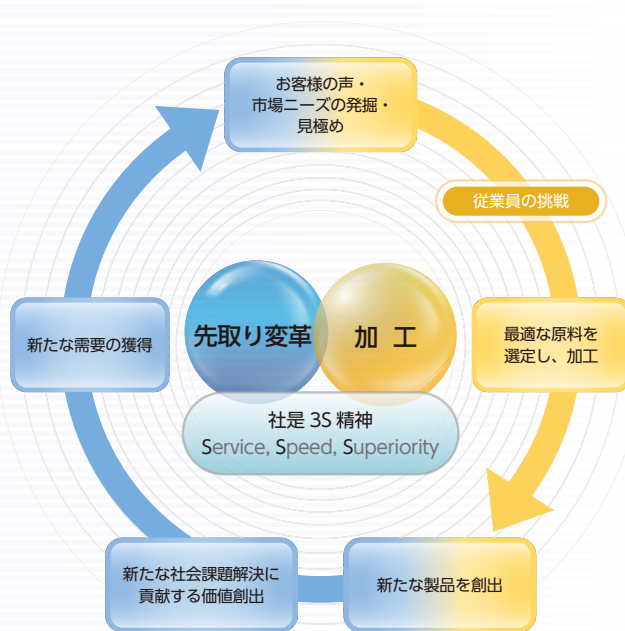 お客様の声・
市場ニーズの発掘・
見極め
従業員の挑戦
最適な原料を
選定し、加工
新たな製品を創出
新たな社会課題解決に
貢献する価値創出
新たな需要の獲得
先取り変革
加 工
社是 3S 精神
Service, Speed, Superiority